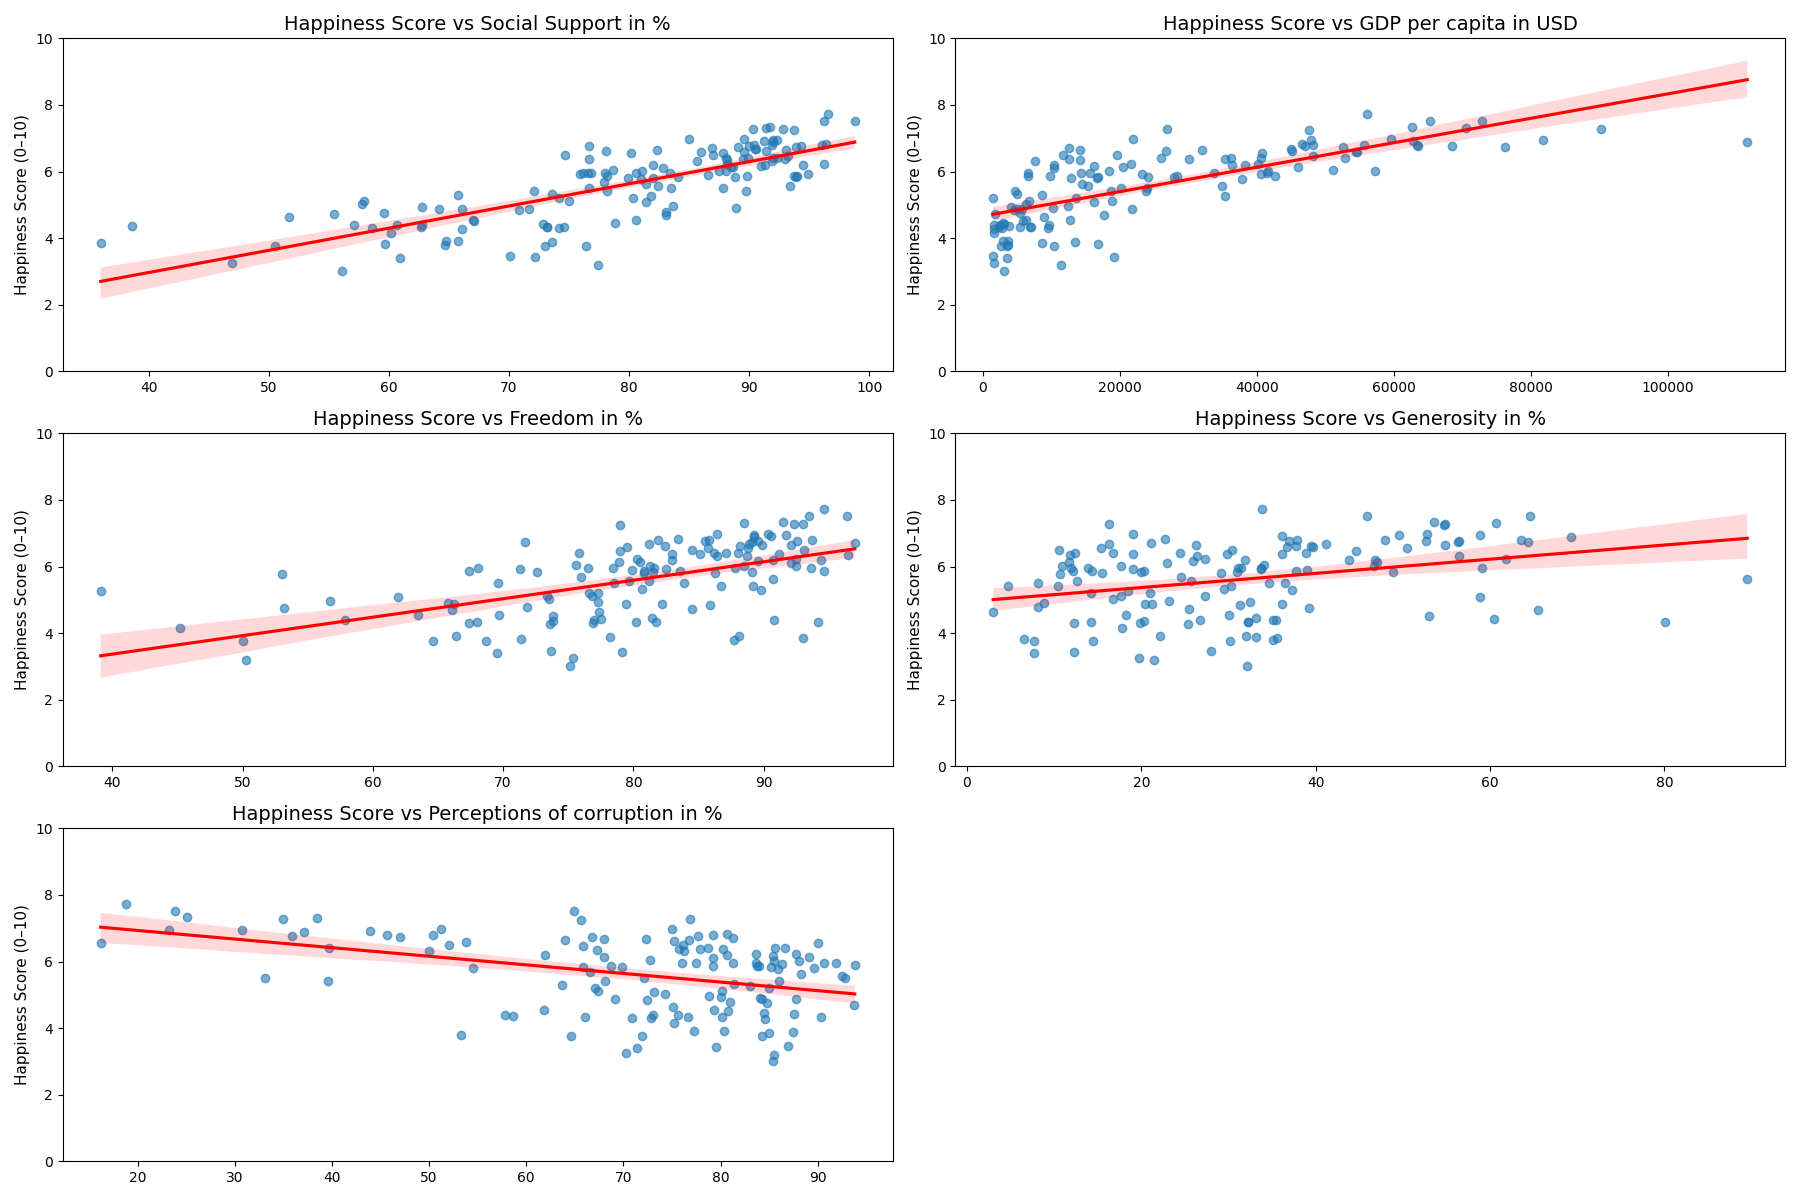 Happiness Score vs Social Support in %
Happiness Score (0–10)
10
8
6
4
2
0
40 50 60 70 80 90 100
Happiness Score vs GDP per capita in USD
Happiness Score (0–10)
10
8
6
4
2
0
0 20000 40000 60000 80000 100000
Happiness Score vs Freedom in %
Happiness Score (0–10)
10
8
6
4
2
0
40 50 60 70 80 90
Happiness Score vs Generosity in %
Happiness Score (0–10)
10
8
6
4
2
0
0 20 40 60 80
Happiness Score vs Perceptions of corruption in %
Happiness Score (0–10)
10
8
6
4
2
0
20 30 40 50 60 70 80 90